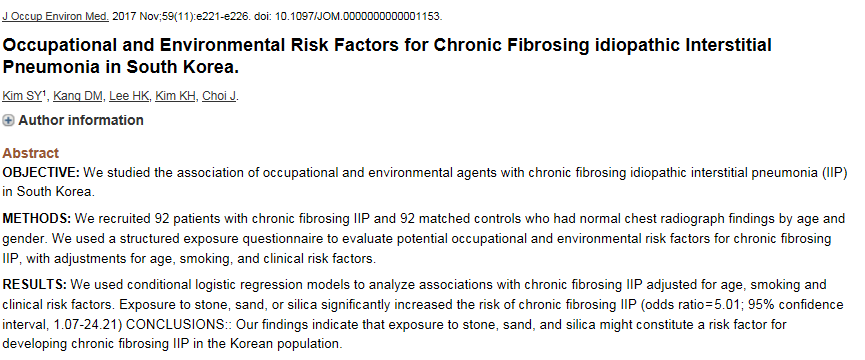 J Occup Environ Med. 2017 Nov;59(11):e221-e226. doi: 10.1097/JOM.0000000000001153.
Occupational and Environmental Risk Factors for Chronic Fibrosing idiopathic Interstitial
Pneumonia in South Korea.
Kim SY1, Kang DM, Lee HK, Kim KH, Choi J.
Author information
Abstract
OBJECTIVE: We studied the association of occupational and environmental agents with chronic fibrosing idiopathic interstitial pneumonia (IIP)
in South Korea.
METHODS: We recruited 92 patients with chronic fibrosing IIP and 92 matched controls who had normal chest radiograph findings by age and
gender. We used a structured exposure questionnaire to evaluate potential occupational and environmental risk factors for chronic fibrosing
IIP, with adjustments for age, smoking, and clinical risk factors.
RESULTS: We used conditional logistic regression models to analyze associations with chronic fibrosing IIP adjusted for age, smoking and
clinical risk factors. Exposure to stone, sand, or silica significantly increased the risk of chronic fibrosing IIP (odds ratio=5.01; 95% confidence
interval, 1.07-24.21) CONCLUSIONS:: Our findings indicate that exposure to stone, sand, and silica might constitute a risk factor for
developing chronic fibrosing IIP in the Korean population.